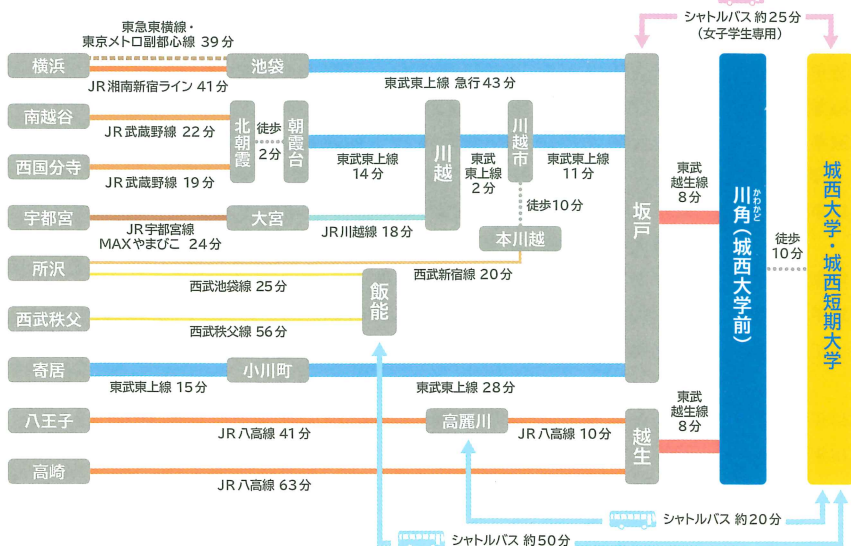 シャトルバス 約25分
(女子学生専用)
東急東横線・
東京メトロ副都心線 39分
横浜
池袋
JR湘南新宿ライン 41分
東武東上線 急行43分
南越谷
JR武蔵野線 22分
北朝霞
徒歩
2分
朝霞台
西国分寺
JR武蔵野線 19分
東武東上線
14分
川越
東武
東上線
2分
川越市
東武東上線
11分
徒歩10分
本川越
宇都宮
JR宇都宮線
MAXやまびこ 24分
大宮
JR川越線 18分
所沢
西武新宿線 20分
西武池袋線 25分
飯能
西武秩父
西武秩父線 56分
寄居
東武東上線 15分
小川町
東武東上線 28分
坂戸
東武
越生線
8分
八王子
JR八高線 41分
高麗川
JR八高線 10分
高崎
JR八高線 63分
越生
東武
越生線
8分
かわかど
川角(城西大学前)
徒歩
10分
城西大学・城西短期大学
シャトルバス 約20分
シャトルバス 約50分